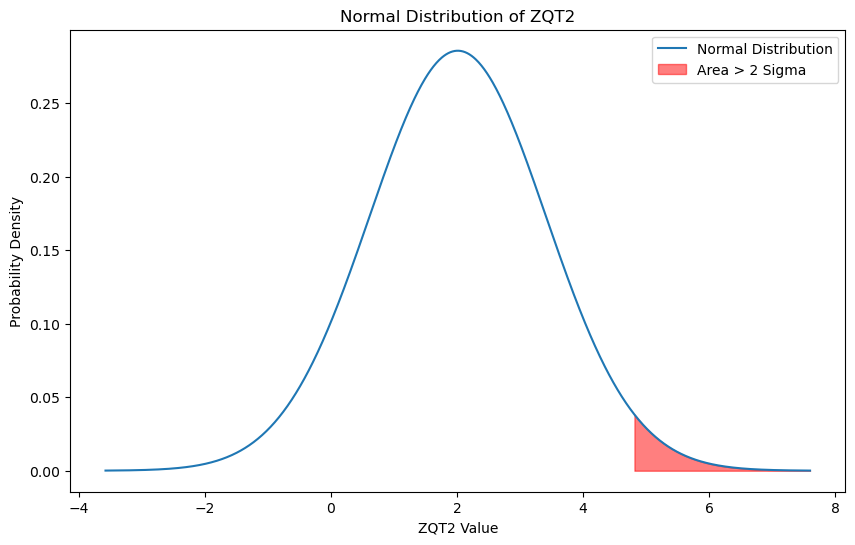 Normal Distribution of ZQT2
Normal Distribution
Area > 2 Sigma
Probability Density
0.25
0.20
0.15
0.10
0.05
0.00
−4
−2
0
2
4
6
8
ZQT2 Value